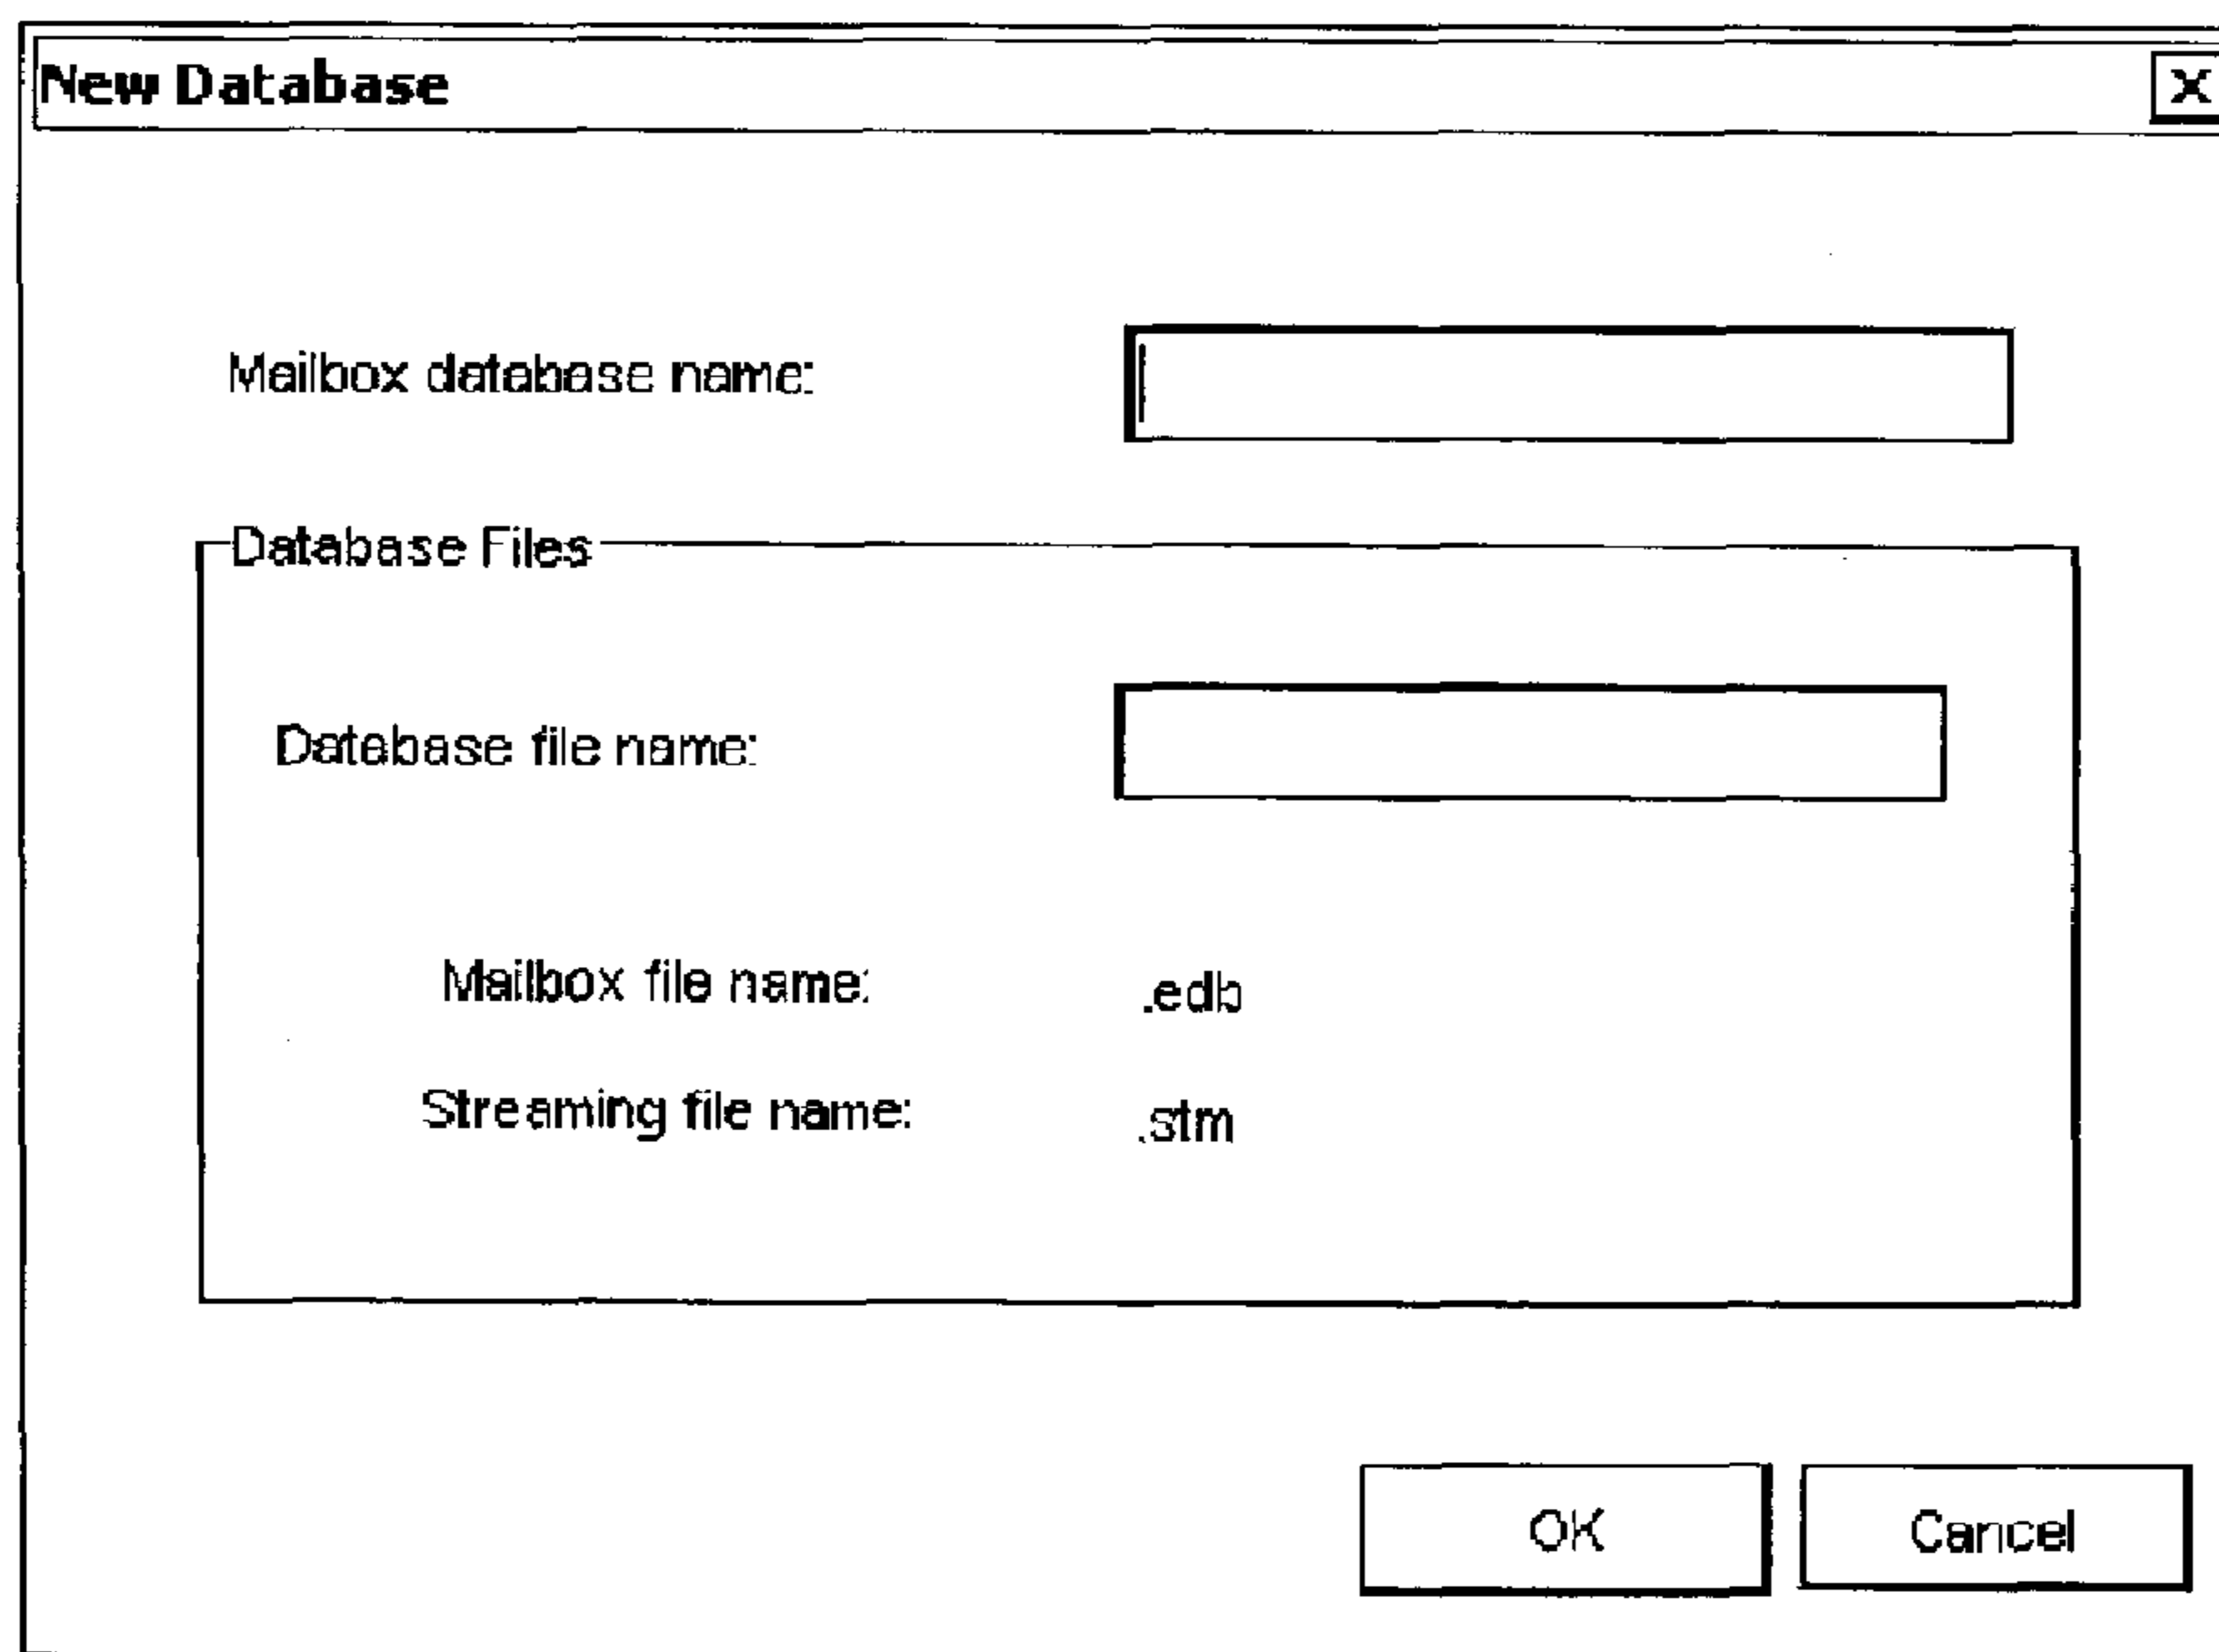 New Database X
Mailbox database name:
Database Files
Database file name:
Mailbox file name: .edb
Streaming file name: .stm
OK Cancel